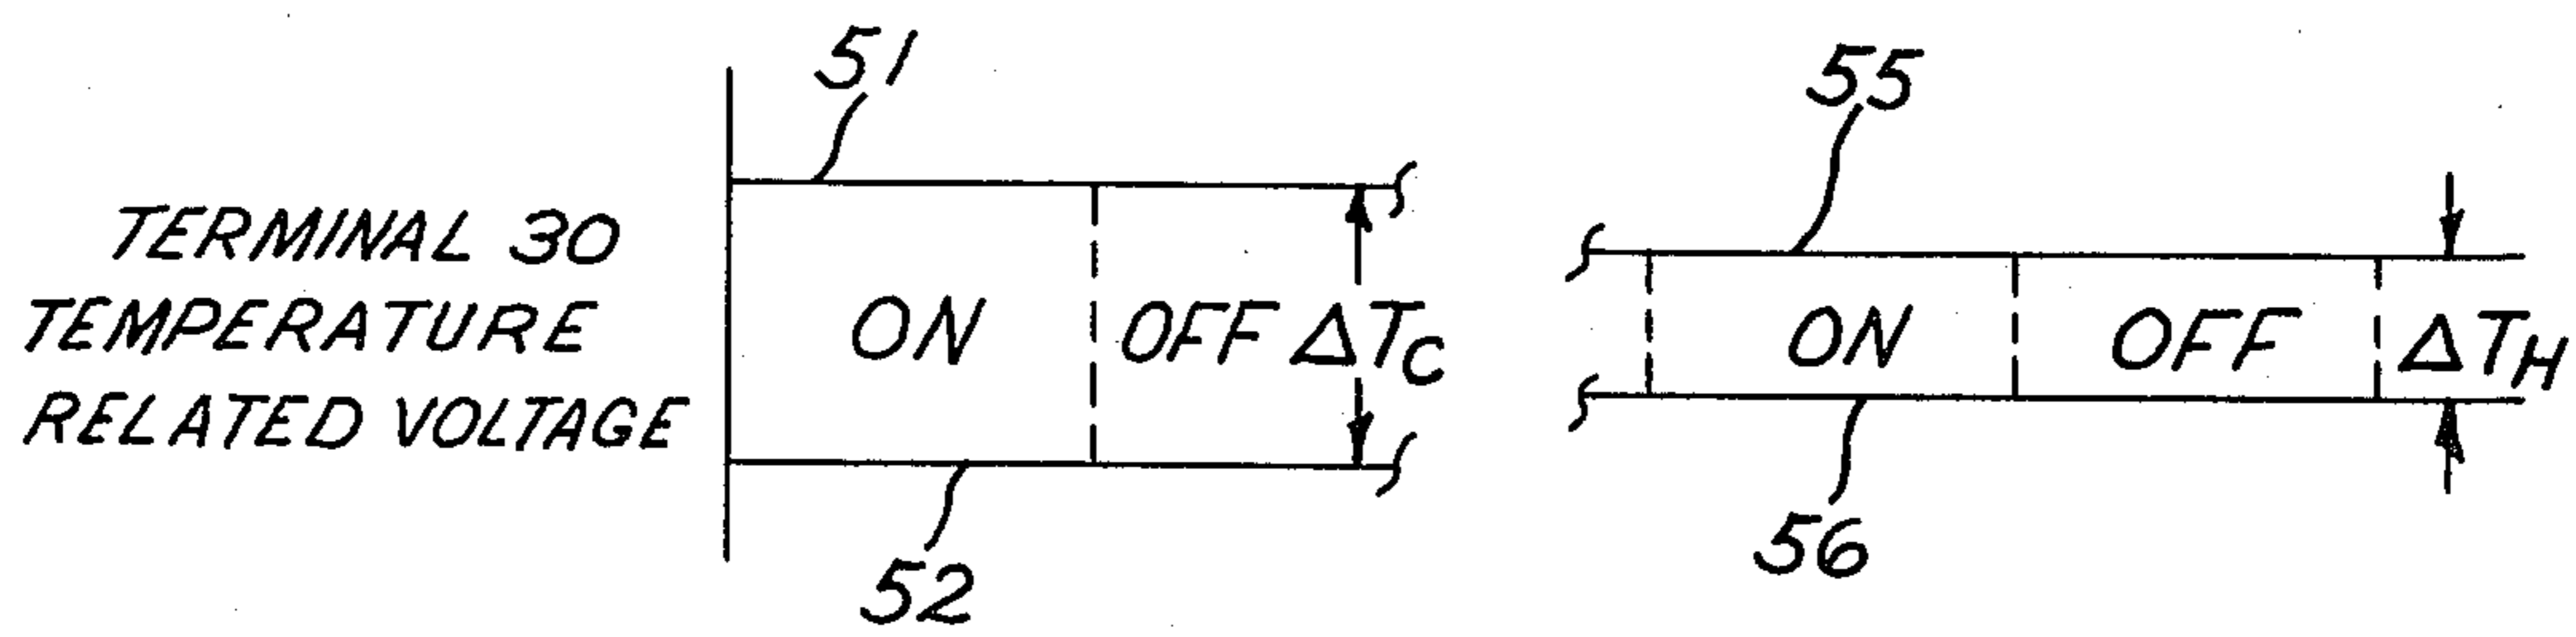 51
55
TERMINAL 30
TEMPERATURE
RELATED VOLTAGE
ON
OFF
ΔTC
ON
OFF
ΔTH
52
56